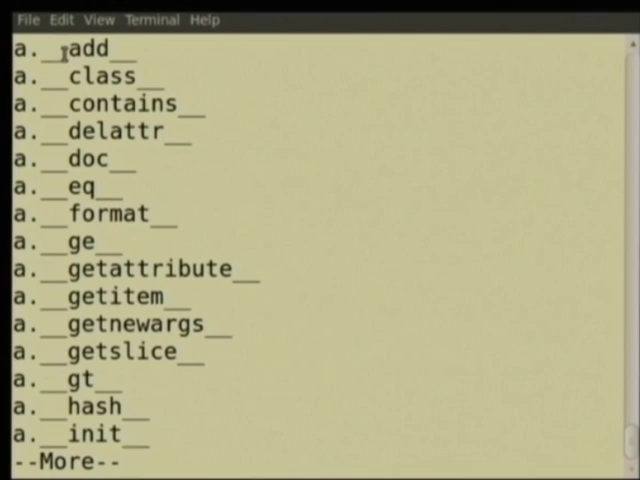 File Edit View Terminal Help
a.__add__
a.__class__
a.__contains__
a.__delattr__
a.__doc__
a.__eq__
a.__format__
a.__ge__
a.__getattribute__
a.__getitem__
a.__getnewargs__
a.__getslice__
a.__gt__
a.__hash__
a.__init__
--More--